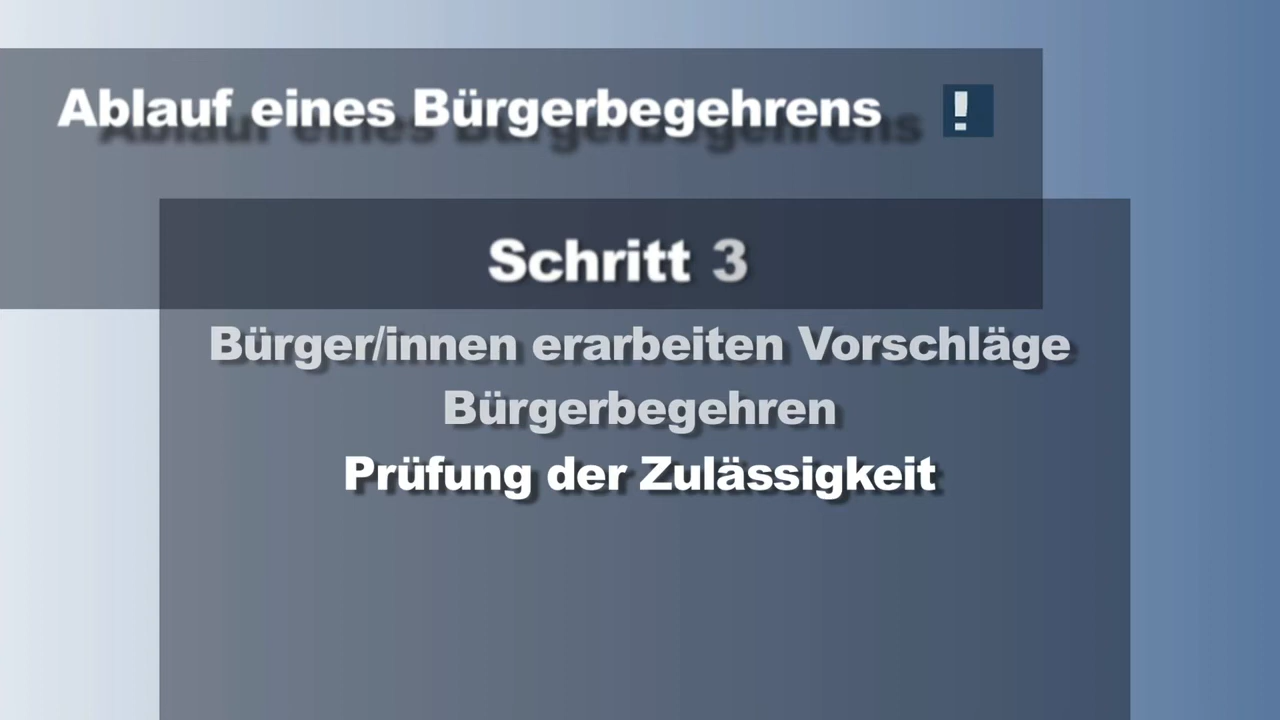 Ablauf eines Bürgerbegehrens !
Schritt 3
Bürger/innen erarbeiten Vorschläge
Bürgerbegehren
Prüfung der Zulässigkeit